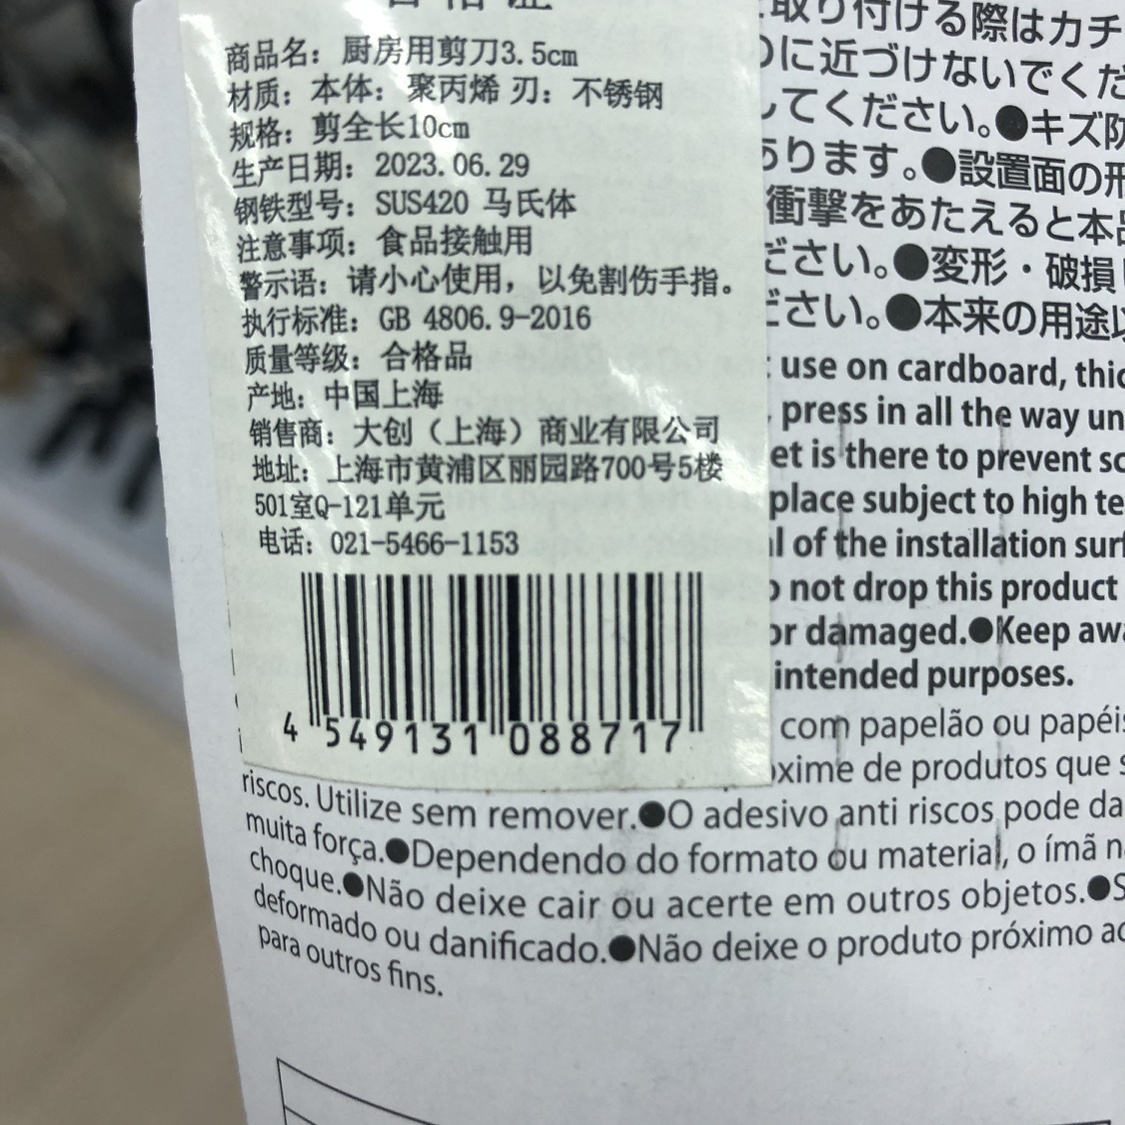 合格证
商品名：厨房用剪刀3.5cm
材质：本体：聚丙烯 刃：不锈钢
规格：剪全长10cm
生产日期：2023.06.29
钢铁型号：SUS420 马氏体
注意事项：食品接触用
警示语：请小心使用，以免割伤手指。
执行标准：GB 4806.9-2016
质量等级：合格品
产地：中国上海
销售商：大创（上海）商业有限公司
地址：上海市黄浦区丽园路700号5楼
501室Q-121单元
电话：021-5466-1153
4 549131 088717
取り付ける際はカチ
に近づけないでくだ
してください。●キズ防
あります。●設置面の形
衝撃をあたえると本品
ださい。●変形・破損
ださい。●本来の用途以
use on cardboard, thic
press in all the way un
et is there to prevent sc
place subject to high te
l of the installation surf
o not drop this product
or damaged.●Keep awa
intended purposes.
com papelão ou papéis
oxime de produtos que s
riscos. Utilize sem remover.●O adesivo anti riscos pode da
muita força.●Dependendo do formato ou material, o ímã n
choque.●Não deixe cair ou acerte em outros objetos.●S
deformado ou danificado.●Não deixe o produto próximo ao
para outros fins.